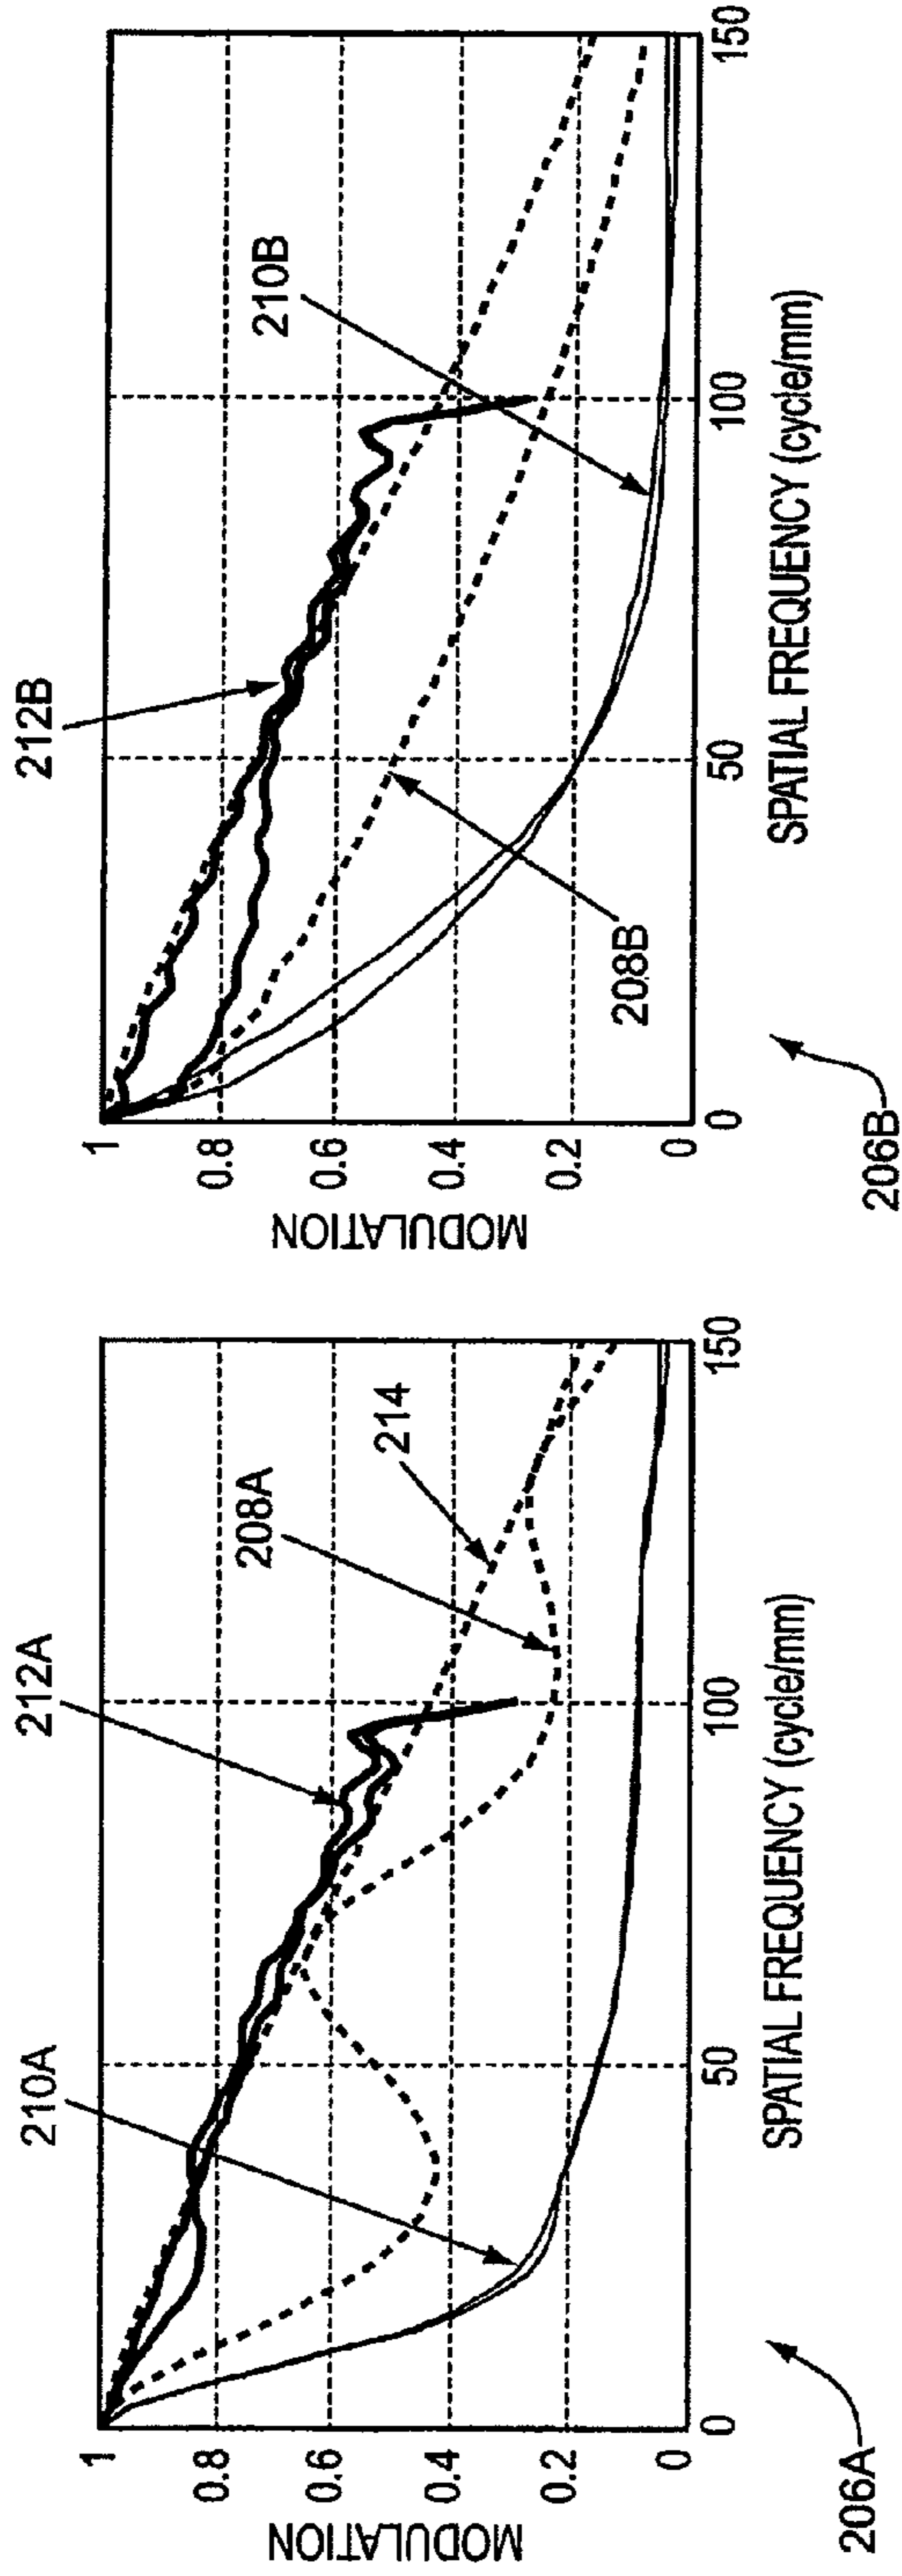 210A
212A
208A
214
MODULATION
1
0.8
0.6
0.4
0.2
0
0
50
100
150
SPATIAL FREQUENCY (cycle/mm)
206A
212B
210B
208B
MODULATION
1
0.8
0.6
0.4
0.2
0
0
50
100
150
SPATIAL FREQUENCY (cycle/mm)
206B